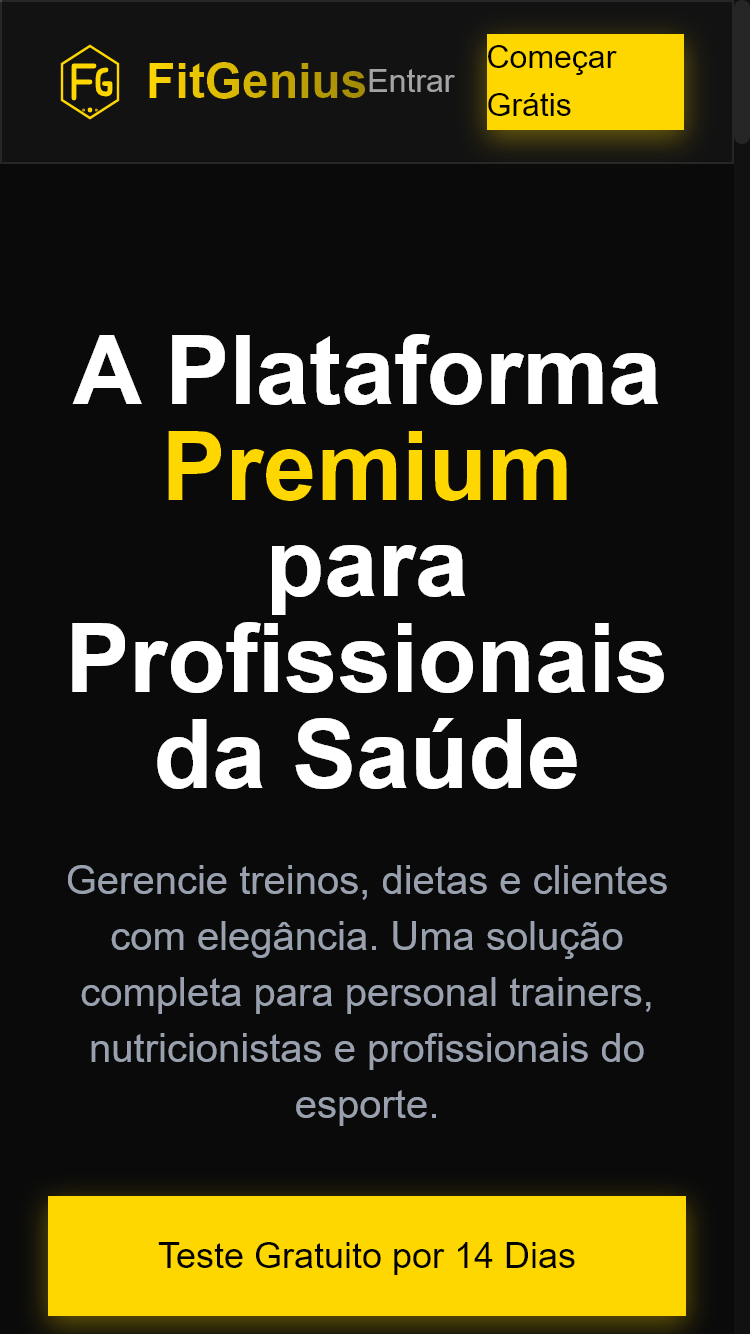 FG
FitGenius
Entrar
Começar
Grátis
A Plataforma
Premium
para
Profissionais
da Saúde
Gerencie treinos, dietas e clientes
com elegância. Uma solução
completa para personal trainers,
nutricionistas e profissionais do
esporte.
Teste Gratuito por 14 Dias